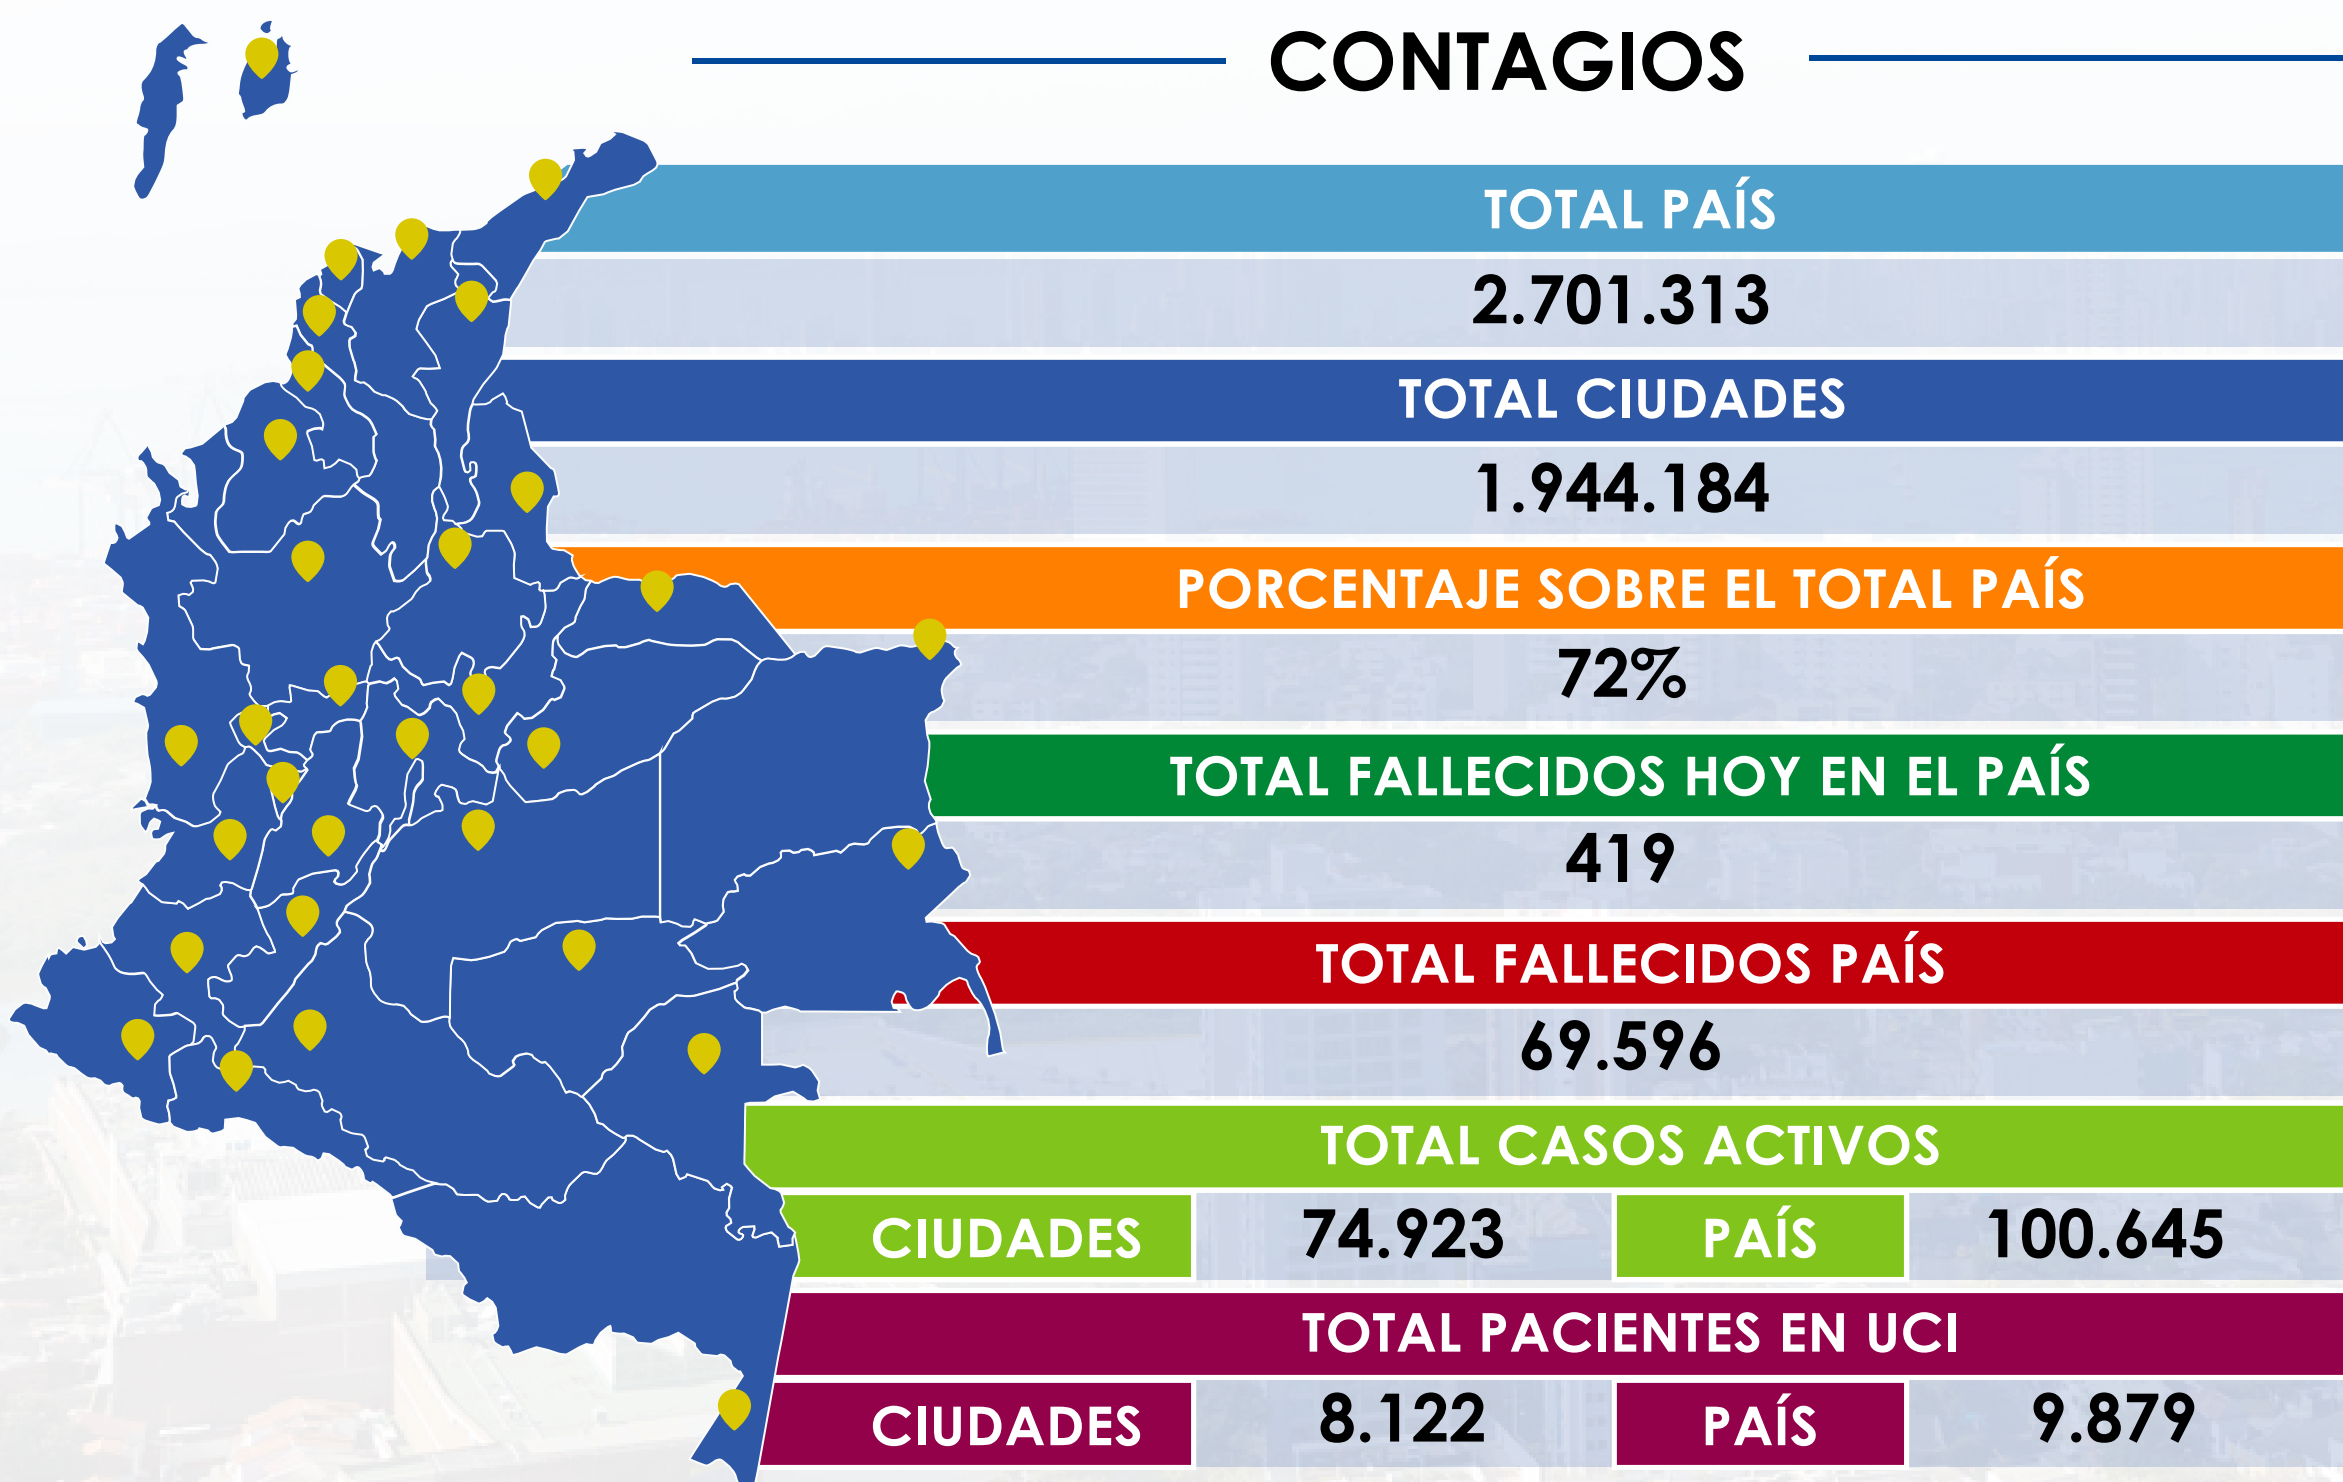 CONTAGIOS
TOTAL PAÍS
2.701.313
TOTAL CIUDADES
1.944.184
PORCENTAJE SOBRE EL TOTAL PAÍS
72%
TOTAL FALLECIDOS HOY EN EL PAÍS
419
TOTAL FALLECIDOS PAÍS
69.596
TOTAL CASOS ACTIVOS
CIUDADES 74.923 PAÍS 100.645
TOTAL PACIENTES EN UCI
CIUDADES 8.122 PAÍS 9.879